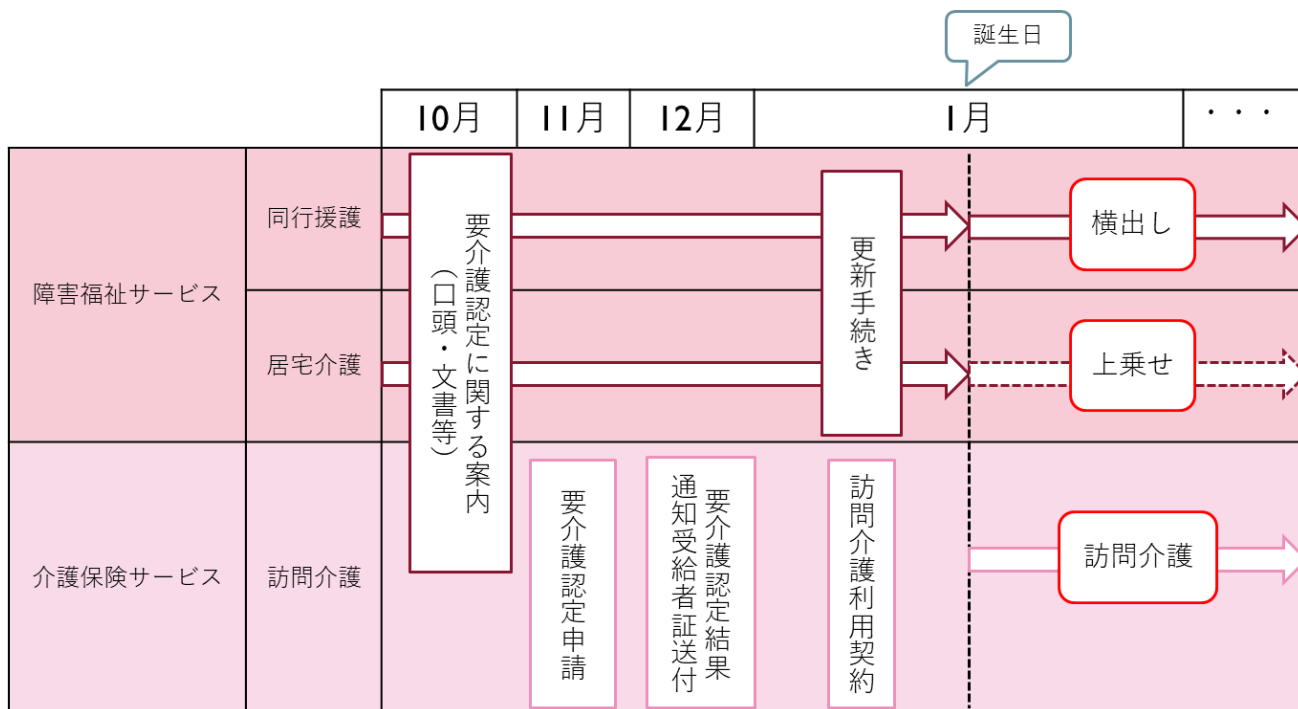 誕生日
10月
11月
12月
1月
・・・
障害福祉サービス
同行援護
居宅介護
介護保険サービス
訪問介護
要介護認定に関する案内
（口頭・文書等）
更新手続き
横出し
上乗せ
要介護認定申請
要介護認定結果
通知受給者証送付
訪問介護利用契約
訪問介護